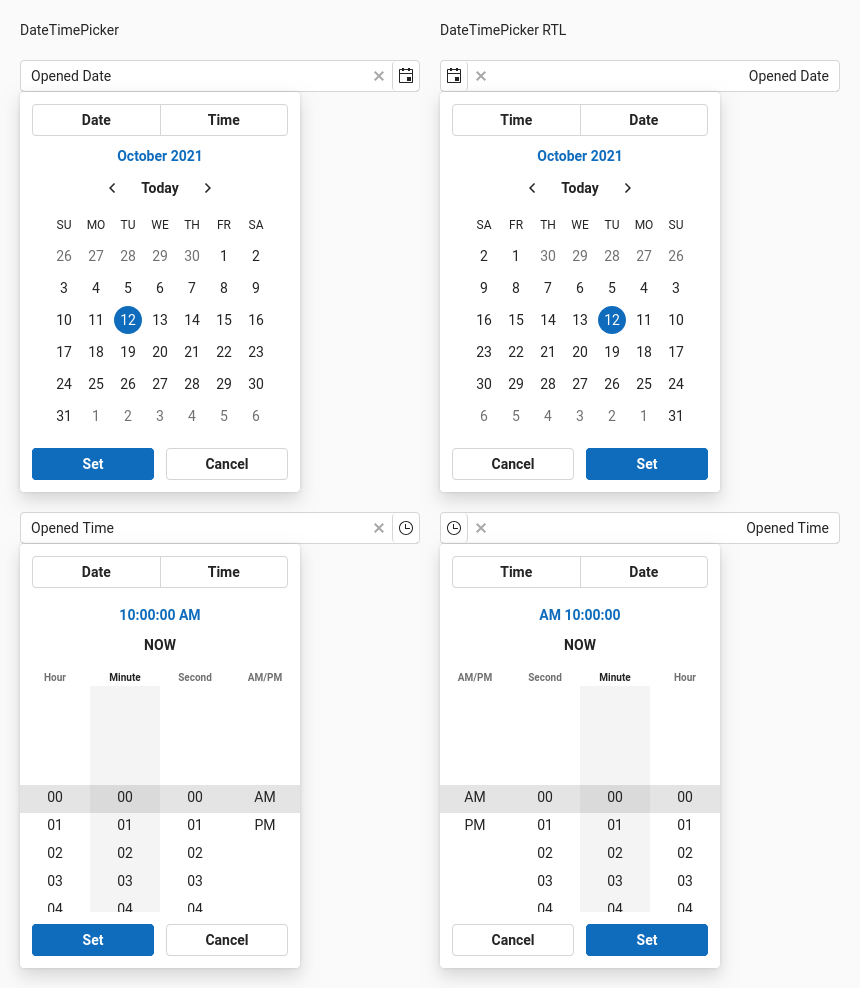 DateTimePicker
Opened Date
Date Time
October 2021
Today
SU MO TU WE TH FR SA
26 27 28 29 30 1 2
3 4 5 6 7 8 9
10 11 12 13 14 15 16
17 18 19 20 21 22 23
24 25 26 27 28 29 30
31 1 2 3 4 5 6
Set Cancel
Opened Time
Date Time
10:00:00 AM
NOW
Hour Minute Second AM/PM
00 00 00 AM
01 01 01 PM
02 02 02
03 03 03
04 04 04
Set Cancel
DateTimePicker RTL
Opened Date
Time Date
October 2021
Today
SA FR TH WE TU MO SU
2 1 30 29 28 27 26
9 8 7 6 5 4 3
16 15 14 13 12 11 10
23 22 21 20 19 18 17
30 29 28 27 26 25 24
6 5 4 3 2 1 31
Cancel Set
Opened Time
Time Date
AM 10:00:00
NOW
AM/PM Second Minute Hour
AM 00 00 00
PM 01 01 01
02 02 02
03 03 03
04 04 04
Cancel Set